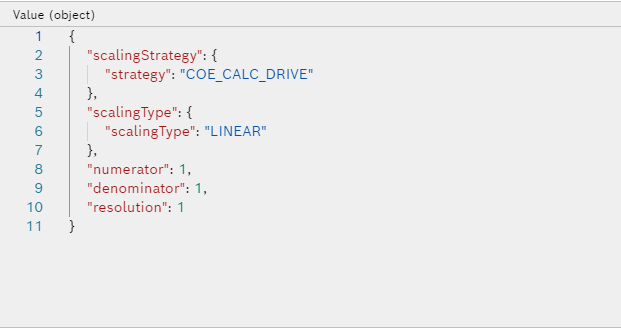 Value (object)
1 {
2 "scalingStrategy": {
3 "strategy": "COE_CALC_DRIVE"
4 },
5 "scalingType": {
6 "scalingType": "LINEAR"
7 },
8 "numerator": 1,
9 "denominator": 1,
10 "resolution": 1
11 }